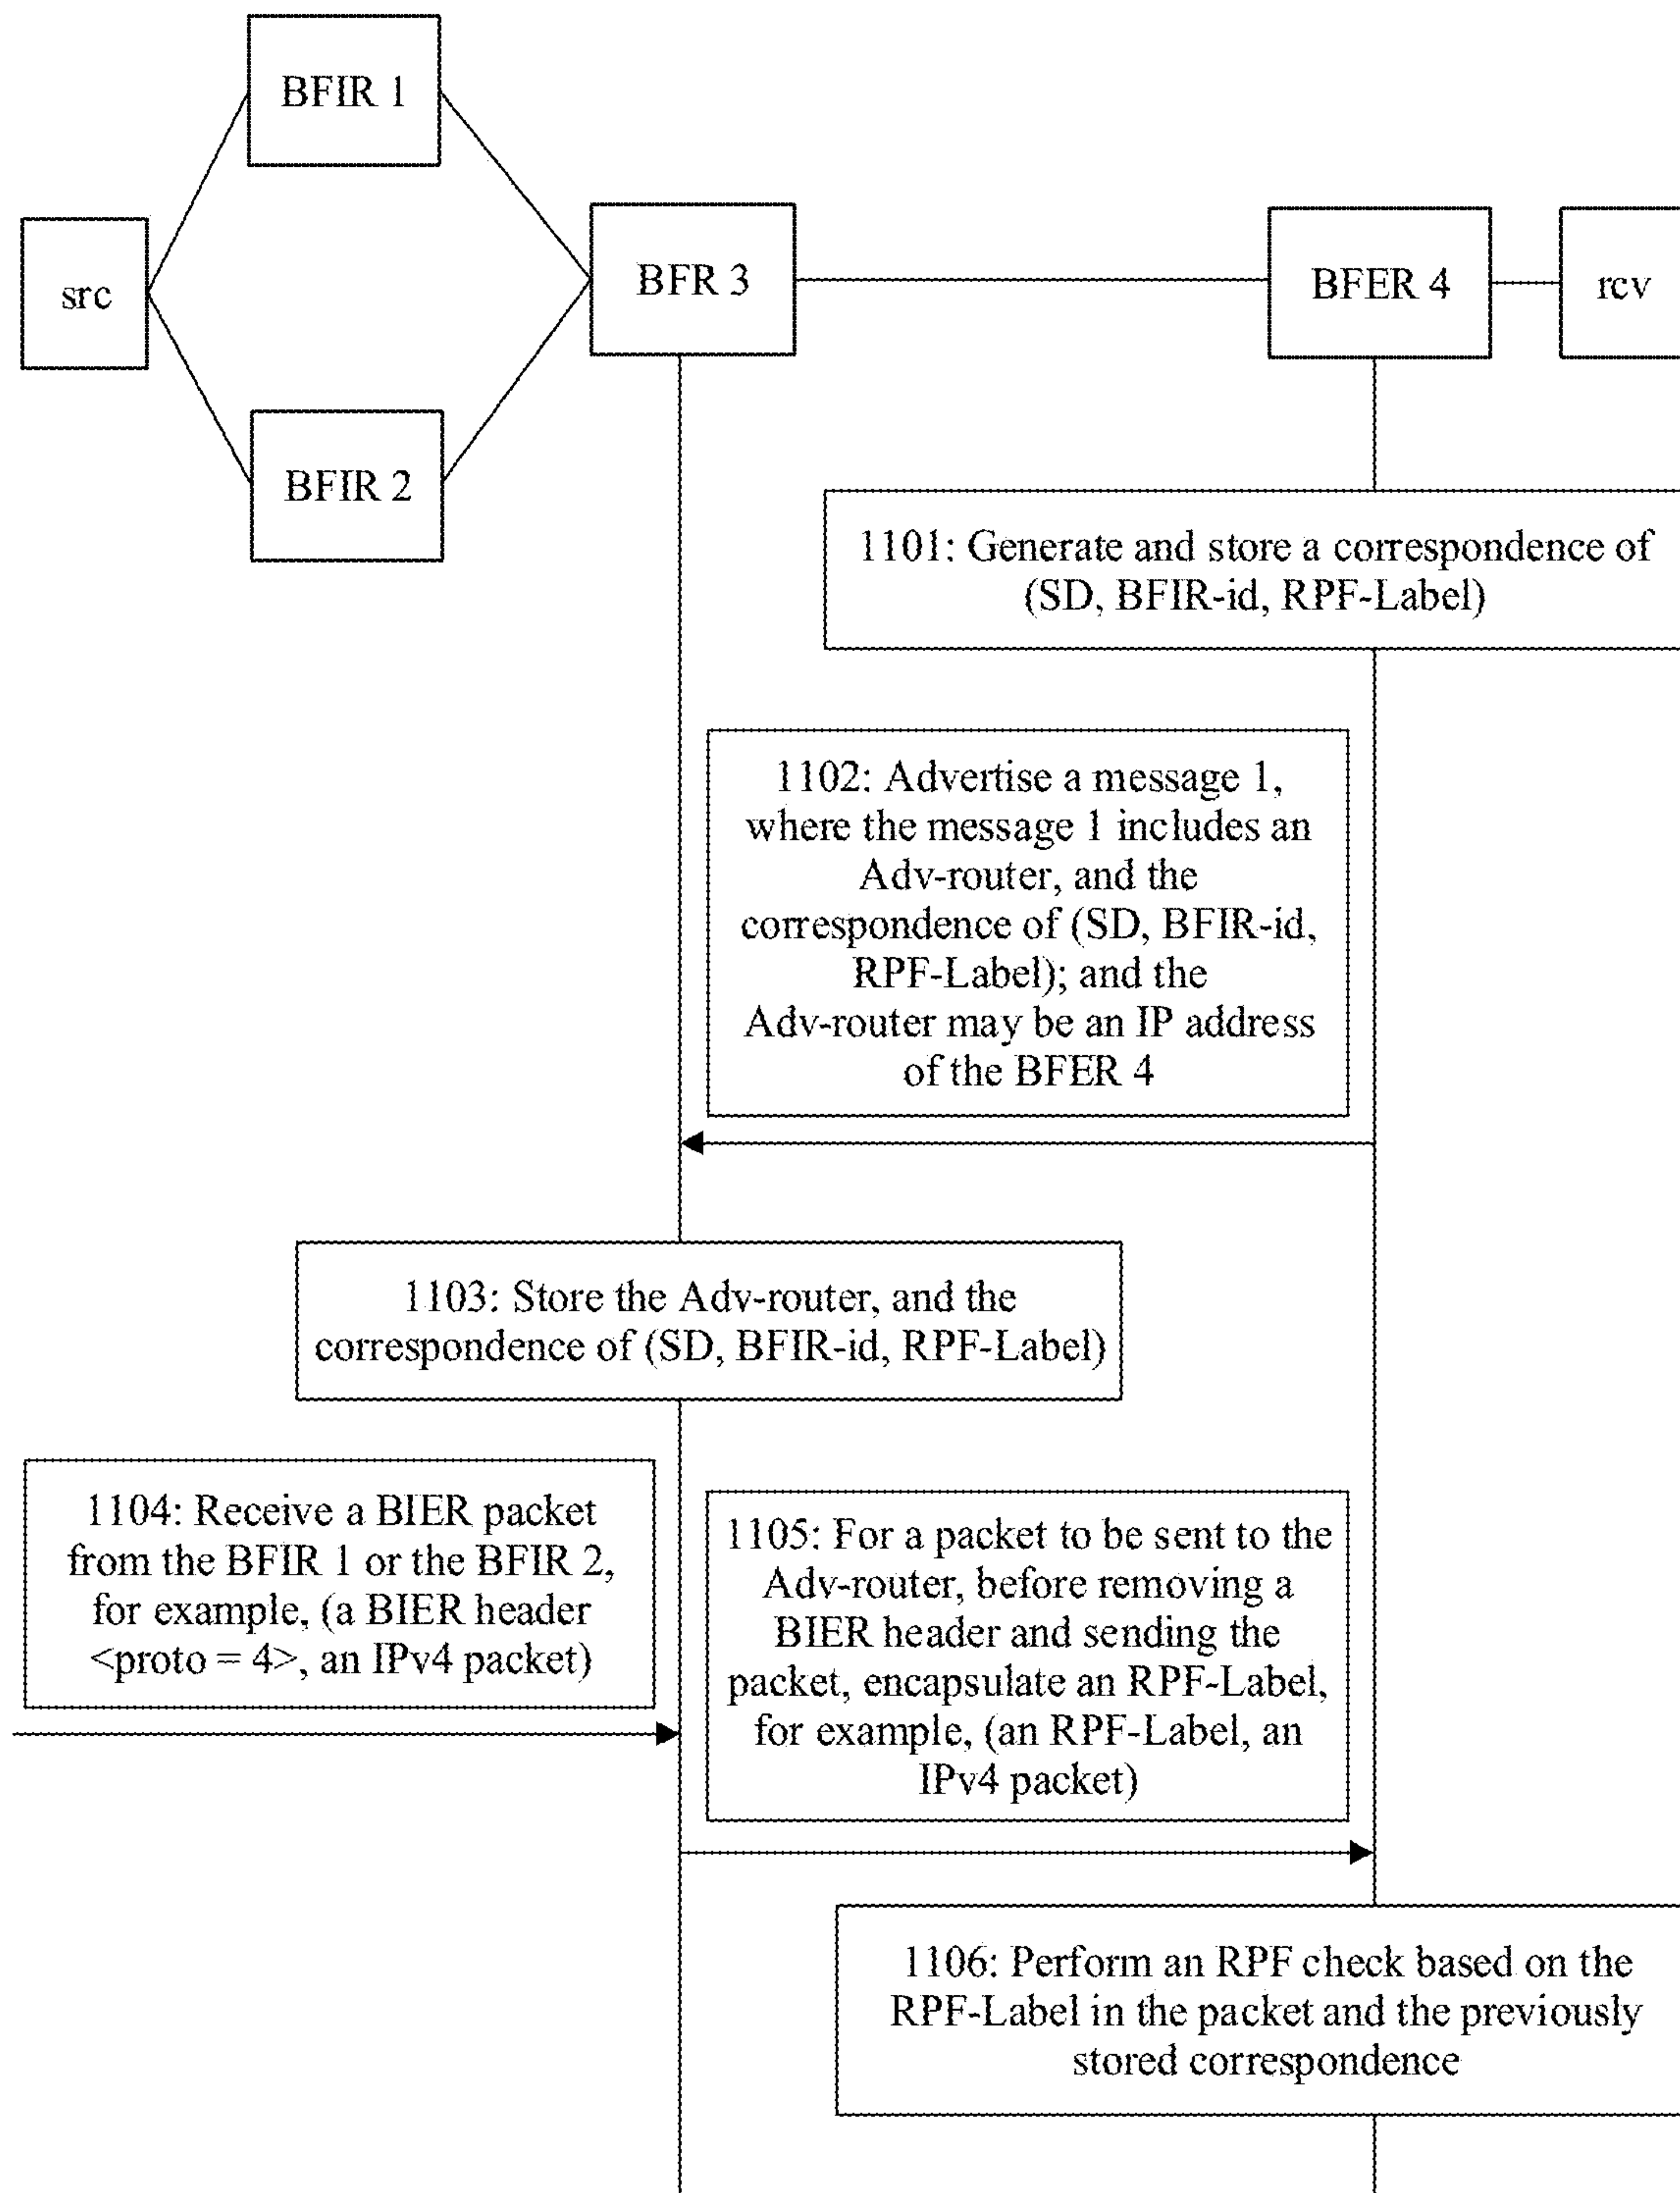 BFIR 1
src
BFR 3
BFER 4
rcv
BFIR 2
1101: Generate and store a correspondence of
(SD, BFIR-id, RPF-Label)
1102: Advertise a message 1,
where the message 1 includes an
Adv-router, and the
correspondence of (SD, BFIR-id,
RPF-Label); and the
Adv-router may be an IP address
of the BFER 4
1103: Store the Adv-router, and the
correspondence of (SD, BFIR-id, RPF-Label)
1104: Receive a BIER packet
from the BFIR 1 or the BFIR 2,
for example, (a BIER header
<proto = 4>, an IPv4 packet)
1105: For a packet to be sent to the
Adv-router, before removing a
BIER header and sending the
packet, encapsulate an RPF-Label,
for example, (an RPF-Label, an
IPv4 packet)
1106: Perform an RPF check based on the
RPF-Label in the packet and the previously
stored correspondence